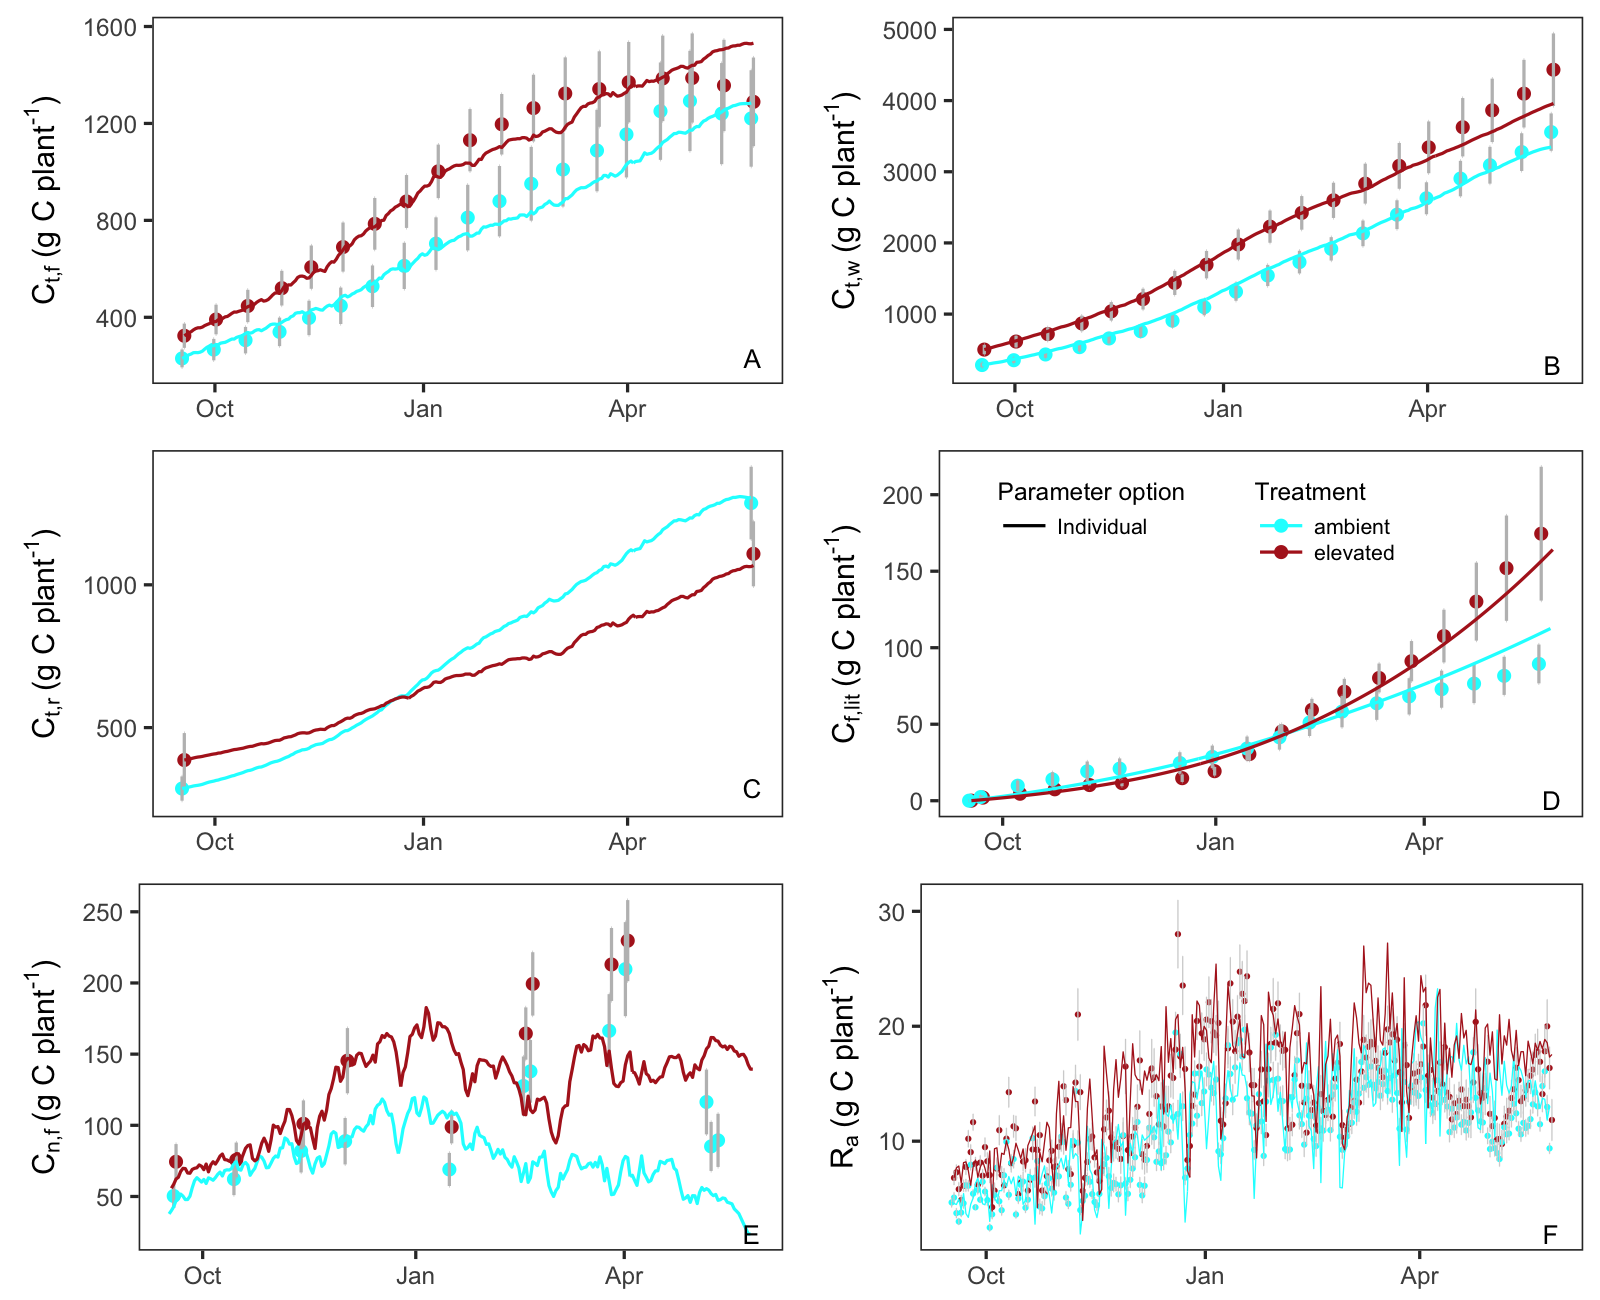 1600
1200
800
400
C_t,f (g C plant^-1)
Oct Jan Apr
A
5000
4000
3000
2000
1000
C_t,w (g C plant^-1)
Oct Jan Apr
B
1000
500
C_t,r (g C plant^-1)
Oct Jan Apr
C
200
150
100
50
0
C_f,lit (g C plant^-1)
Parameter option
Individual
Treatment
ambient
elevated
Oct Jan Apr
D
250
200
150
100
50
C_n,f (g C plant^-1)
Oct Jan Apr
E
30
20
10
R_a (g C plant^-1)
Oct Jan Apr
F